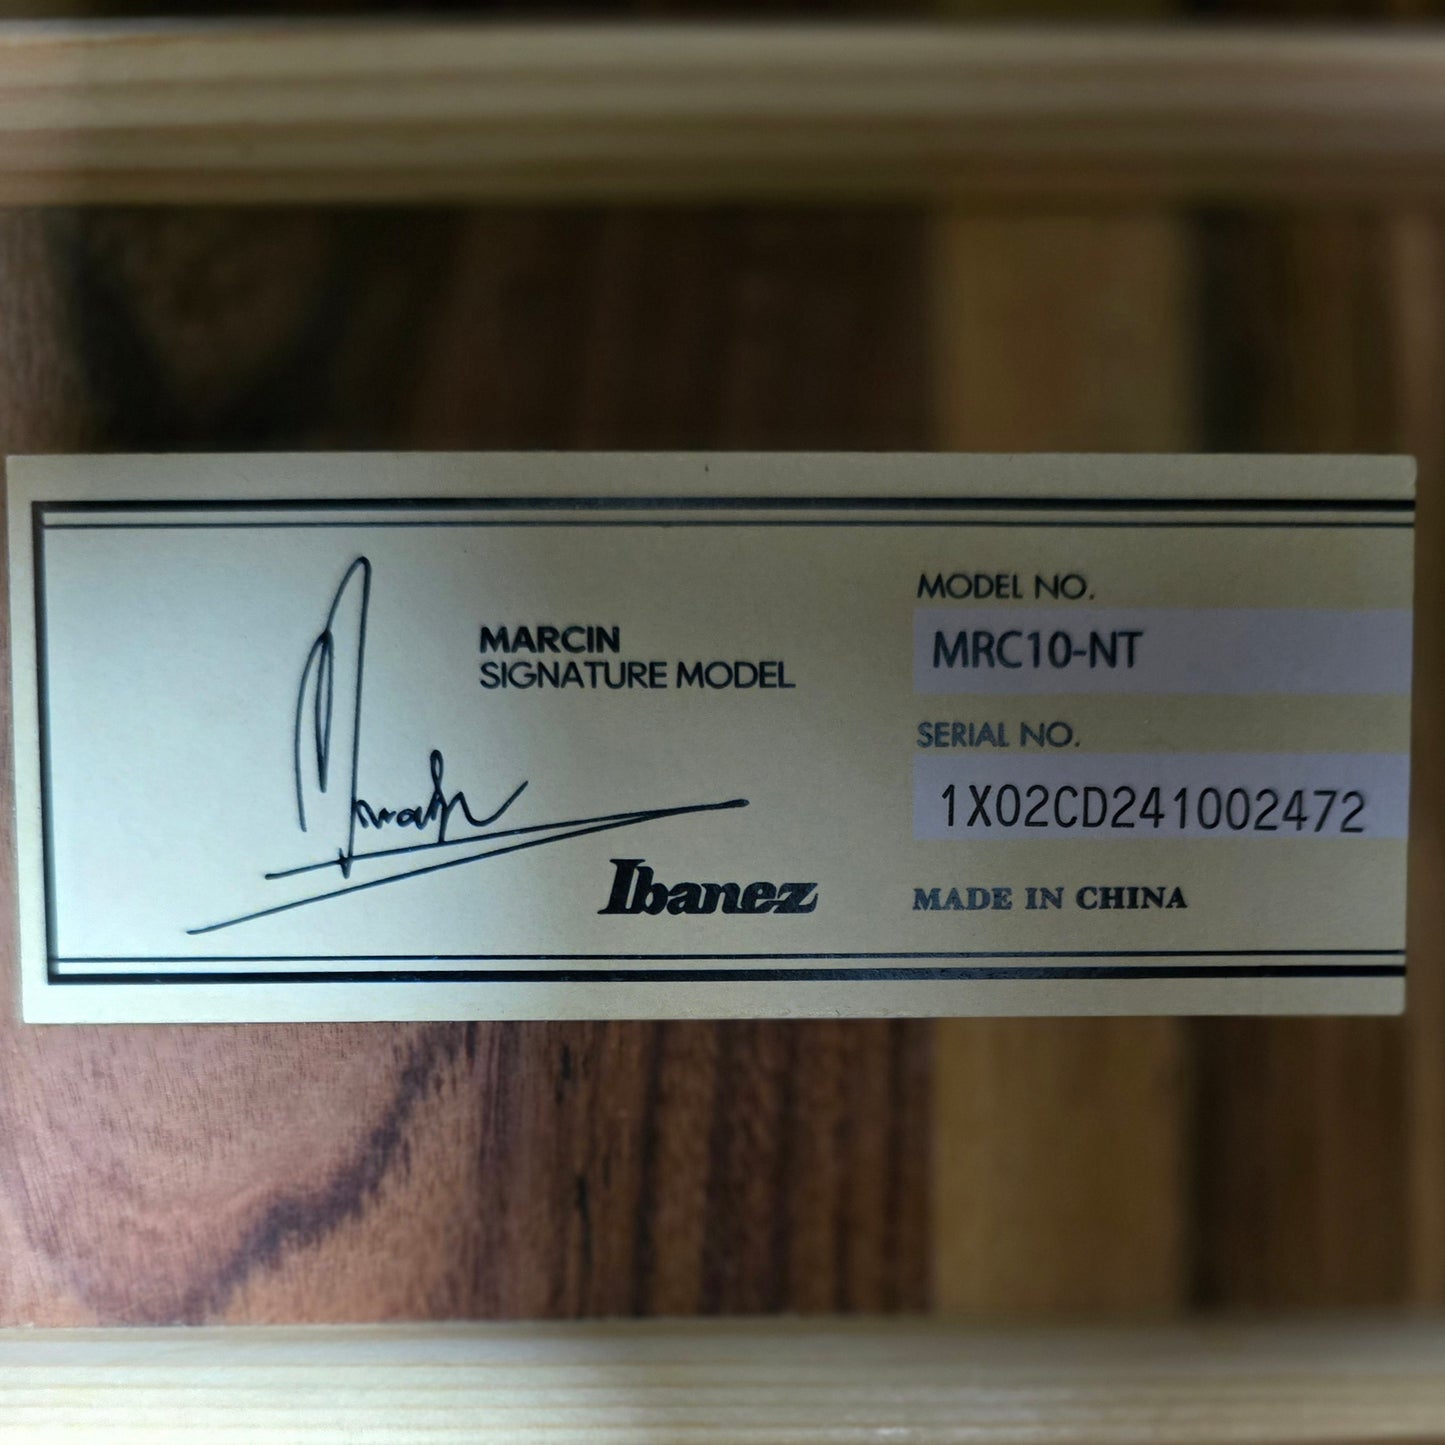 MARCIN
SIGNATURE MODEL
Ibanez
MODEL NO.
MRC10-NT
SERIAL NO.
1X02CD241002472
MADE IN CHINA